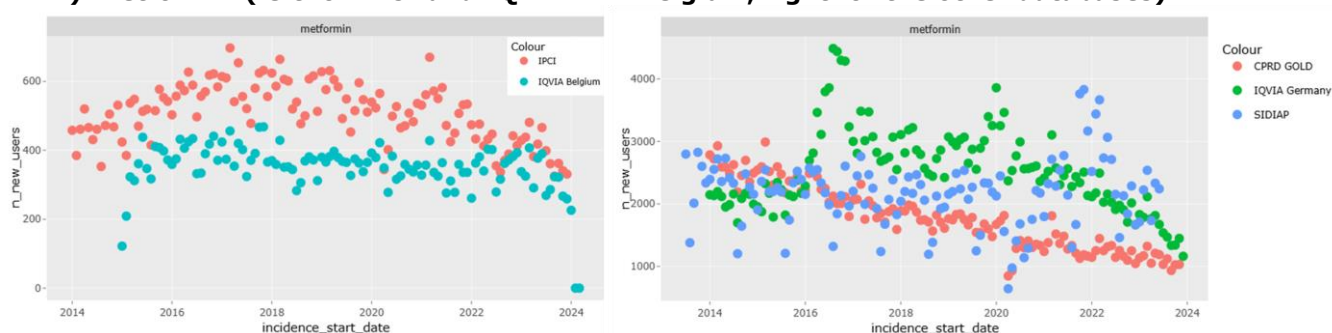 metformin
Colour
IPCI
IQVIA Belgium
600
400
200
0
n_new_users
2014
2016
2018
2020
2022
2024
incidence_start_date
metformin
Colour
CPRD GOLD
IQVIA Germany
SIDIAP
4000
3000
2000
1000
n_new_users
2014
2016
2018
2020
2022
2024
incidence_start_date